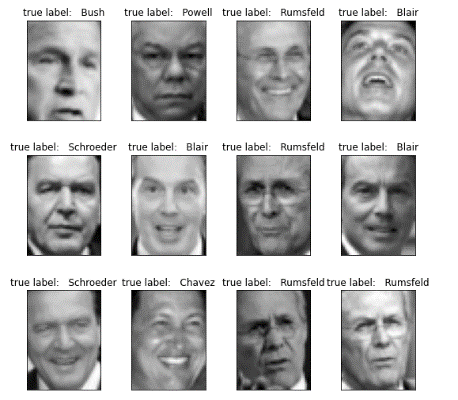 true label:   Bush true label:   Powell true label:   Rumsfeld true label:   Blair
true label:   Schroeder true label:   Blair true label:   Rumsfeld true label:   Blair
true label:   Schroeder true label:   Chavez true label:   Rumsfeld true label:   Rumsfeld